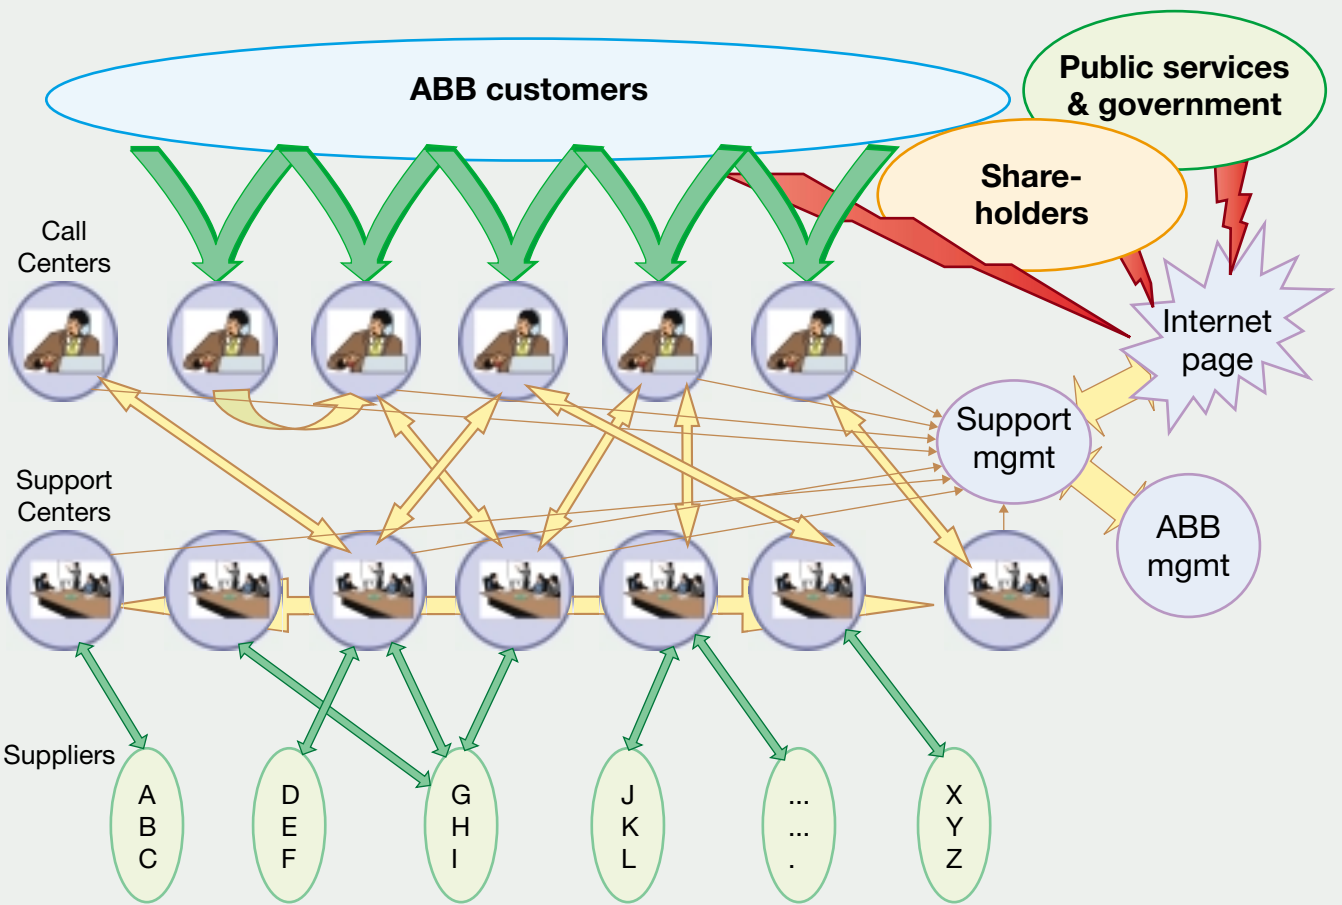 ABB customers
Public services
& government
Share-
holders
Call
Centers
Internet
page
Support
mgmt
Support
Centers
ABB
mgmt
Suppliers
A
B
C
D
E
F
G
H
I
J
K
L
...
...
.
X
Y
Z